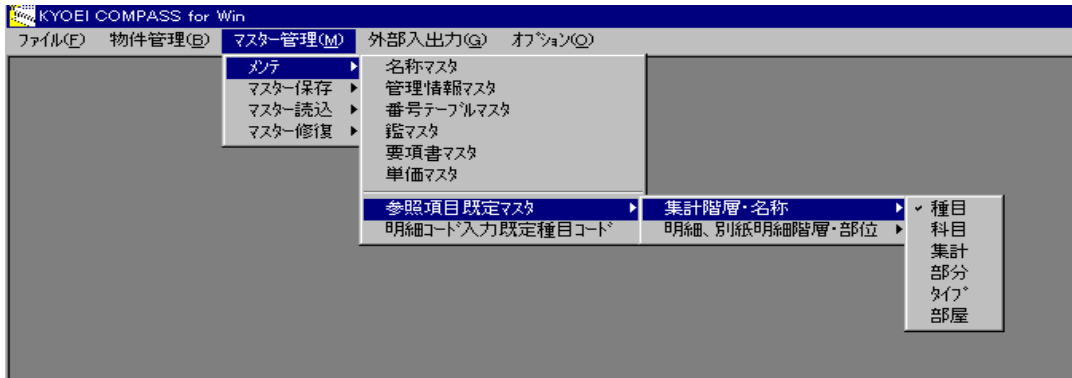 KYOEI COMPASS for Win
ファイル(F) 物件管理(B) マスター管理(M) 外部入出力(G) オプション(O)
メンテ
マスター保存
マスター読込
マスター修復
名称マスタ
管理情報マスタ
番号テーブルマスタ
鑑マスタ
要項書マスタ
単価マスタ
参照項目既定マスタ
明細コード入力既定種目コード
集計階層・名称
明細、別紙明細階層・部位
種目
科目
集計
部分
タイプ
部屋